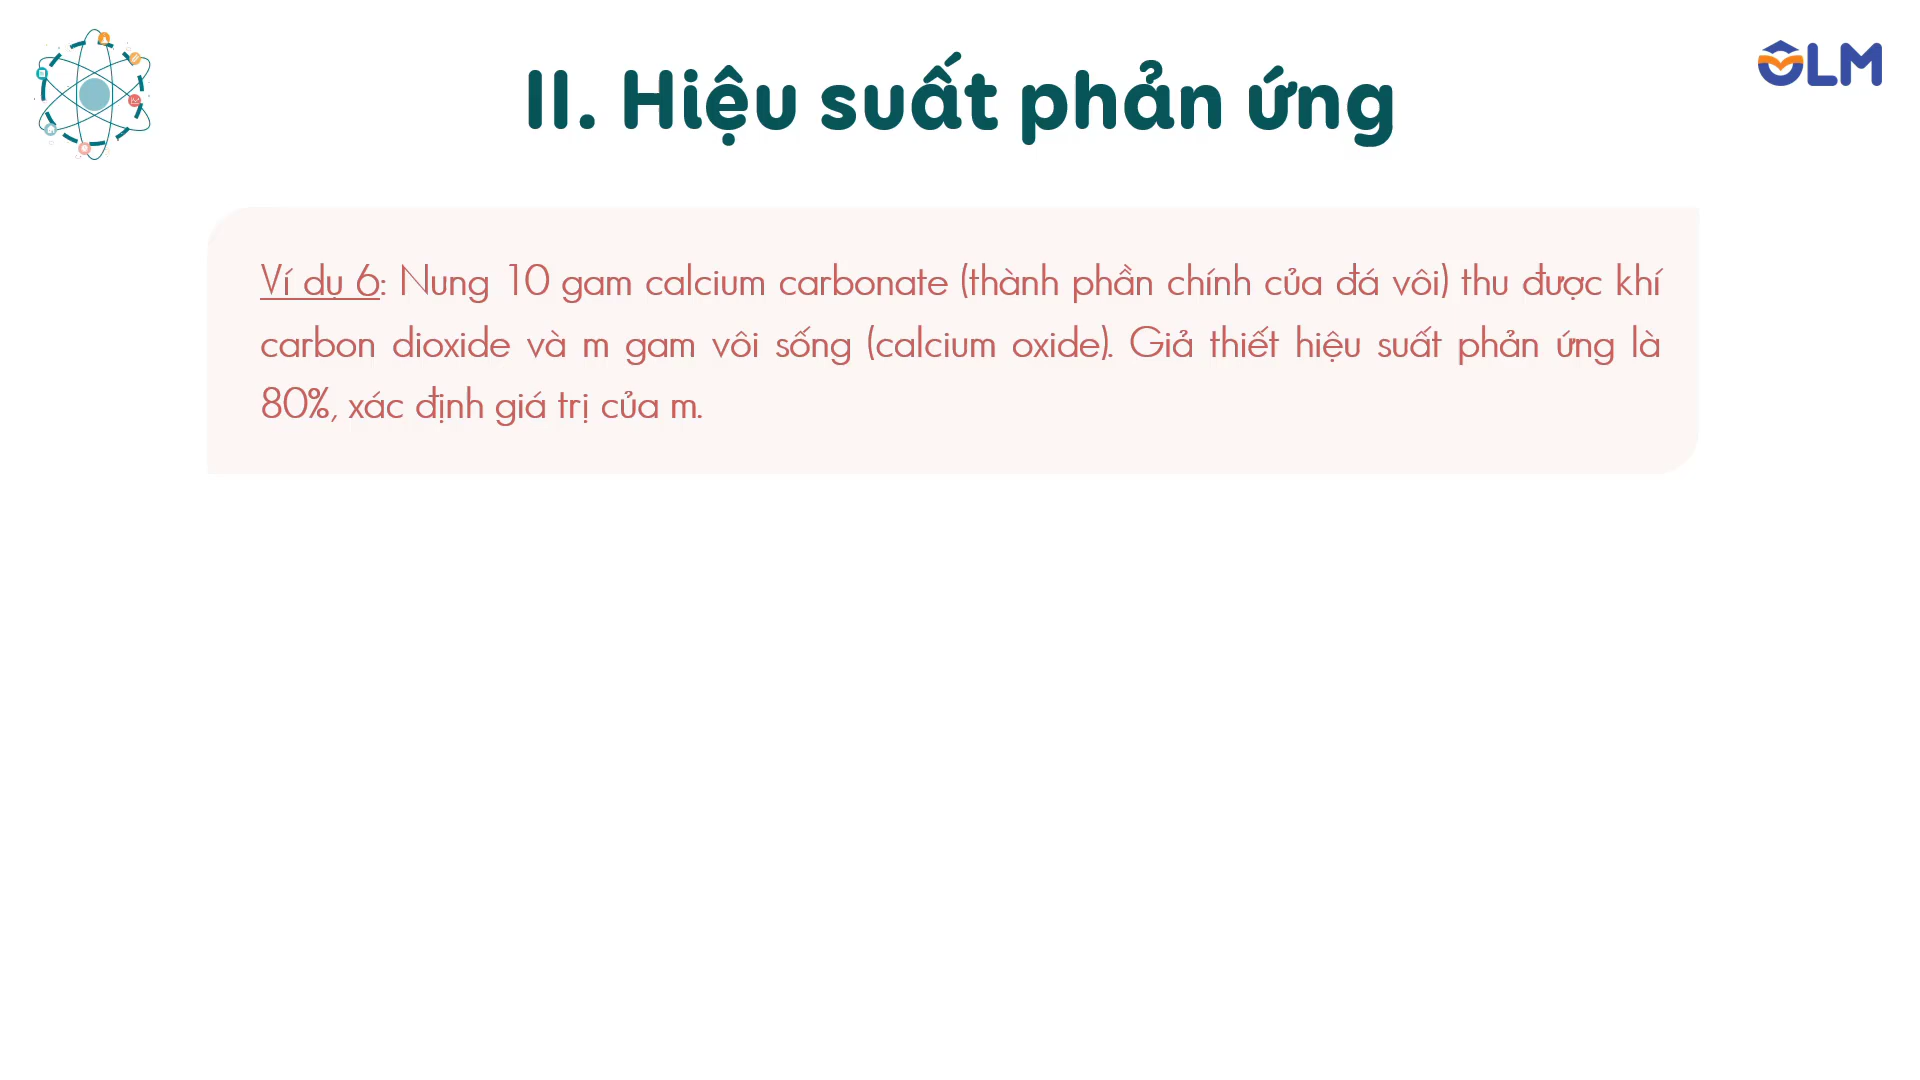 II. Hiệu suất phản ứng
OLM
Ví dụ 6: Nung 10 gam calcium carbonate (thành phần chính của đá vôi) thu được khí
carbon dioxide và m gam vôi sống (calcium oxide). Giả thiết hiệu suất phản ứng là
80%, xác định giá trị của m.